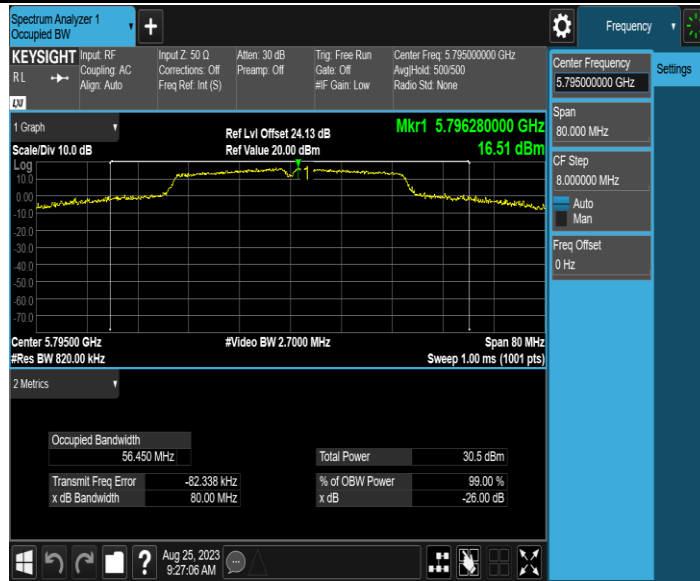 Spectrum Analyzer 1
Occupied BW
+
Frequency
KEYSIGHT
RL
LXI
Input: RF
Coupling: AC
Align: Auto
Input Z: 50 Ω
Corrections: Off
Freq Ref: Int (S)
Atten: 30 dB
Preamp: Off
Trig: Free Run
Gate: Off
#IF Gain: Low
Center Freq: 5.795000000 GHz
Avg|Hold: 500/500
Radio Std: None
Center Frequency
5.795000000 GHz
Settings
Span
80.000 MHz
CF Step
8.000000 MHz
Auto
Man
Freq Offset
0 Hz
1 Graph
Scale/Div 10.0 dB
Ref Lvl Offset 24.13 dB
Ref Value 20.00 dBm
Mkr1 5.796280000 GHz
16.51 dBm
Log
10.0
0.00
-10.0
-20.0
-30.0
-40.0
-50.0
-60.0
-70.0
1
Center 5.79500 GHz
#Res BW 820.00 kHz
#Video BW 2.7000 MHz
Span 80 MHz
Sweep 1.00 ms (1001 pts)
2 Metrics
Occupied Bandwidth
56.450 MHz
Total Power 30.5 dBm
Transmit Freq Error -82.338 kHz
% of OBW Power 99.00 %
x dB Bandwidth 80.00 MHz
x dB -26.00 dB
?
Aug 25, 2023
9:27:06 AM